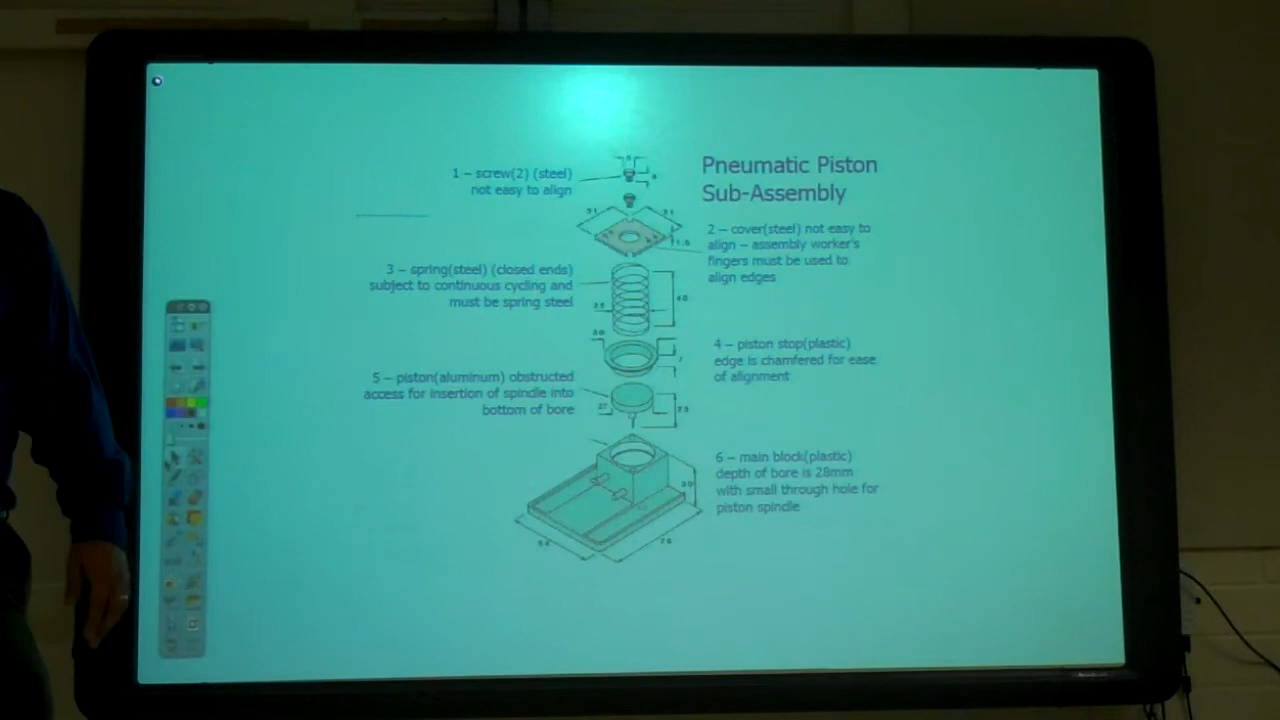 Pneumatic Piston
Sub-Assembly
1 – screw(2) (steel)
not easy to align
2 – cover(steel) not easy to
align – assembly worker's
fingers must be used to
align edges
3 – spring(steel) (closed ends)
subject to continuous cycling and
must be spring steel
4 – piston stop(plastic)
edge is chamfered for ease
of alignment
5 – piston(aluminum) obstructed
access for insertion of spindle into
bottom of bore
6 – main block(plastic)
depth of bore is 28mm
with small through hole for
piston spindle
40
30